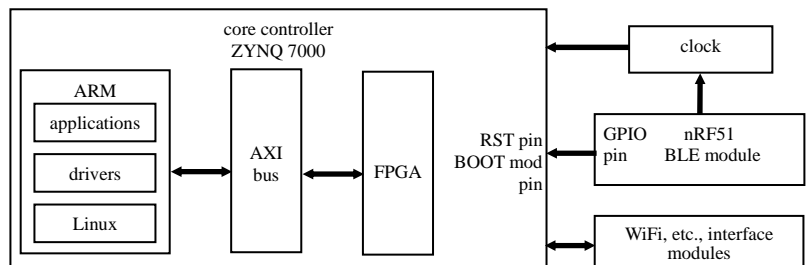 core controller
ZYNQ 7000
ARM
applications
drivers
Linux
AXI
bus
FPGA
RST pin
BOOT mod
pin
clock
GPIO
pin
nRF51
BLE module
WiFi, etc., interface
modules